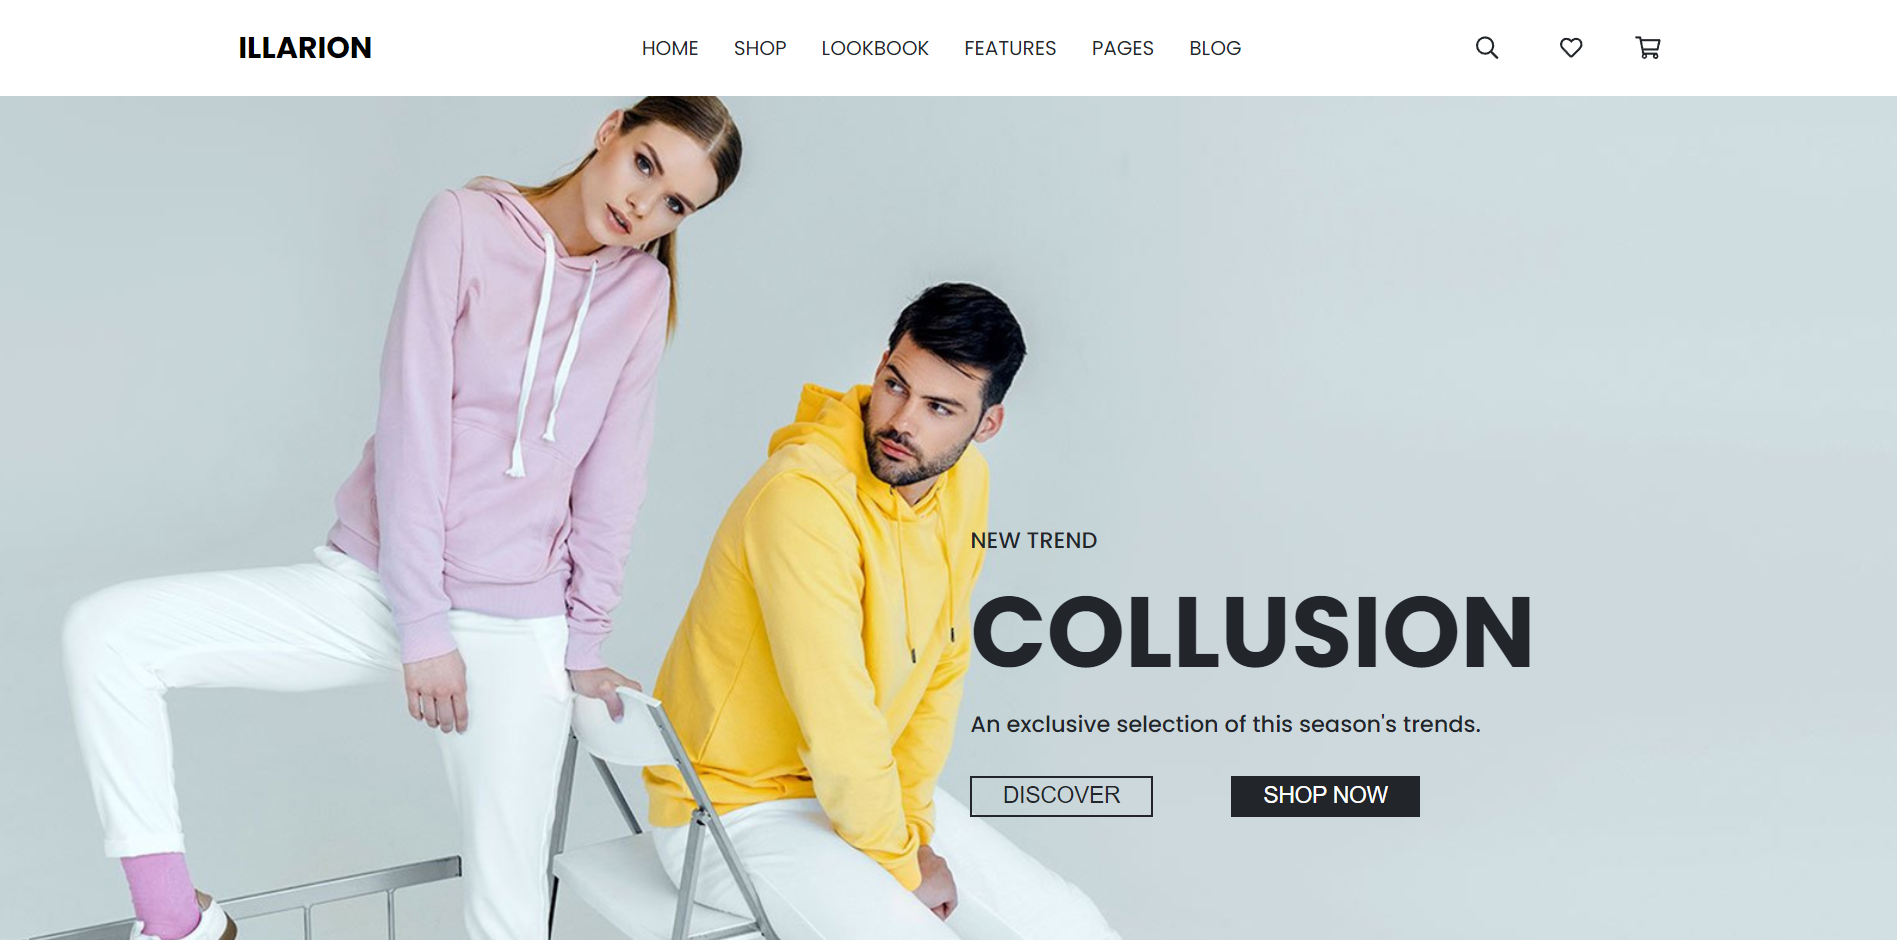 ILLARION
HOME SHOP LOOKBOOK FEATURES PAGES BLOG
NEW TREND
COLLUSION
An exclusive selection of this season's trends.
DISCOVER SHOP NOW